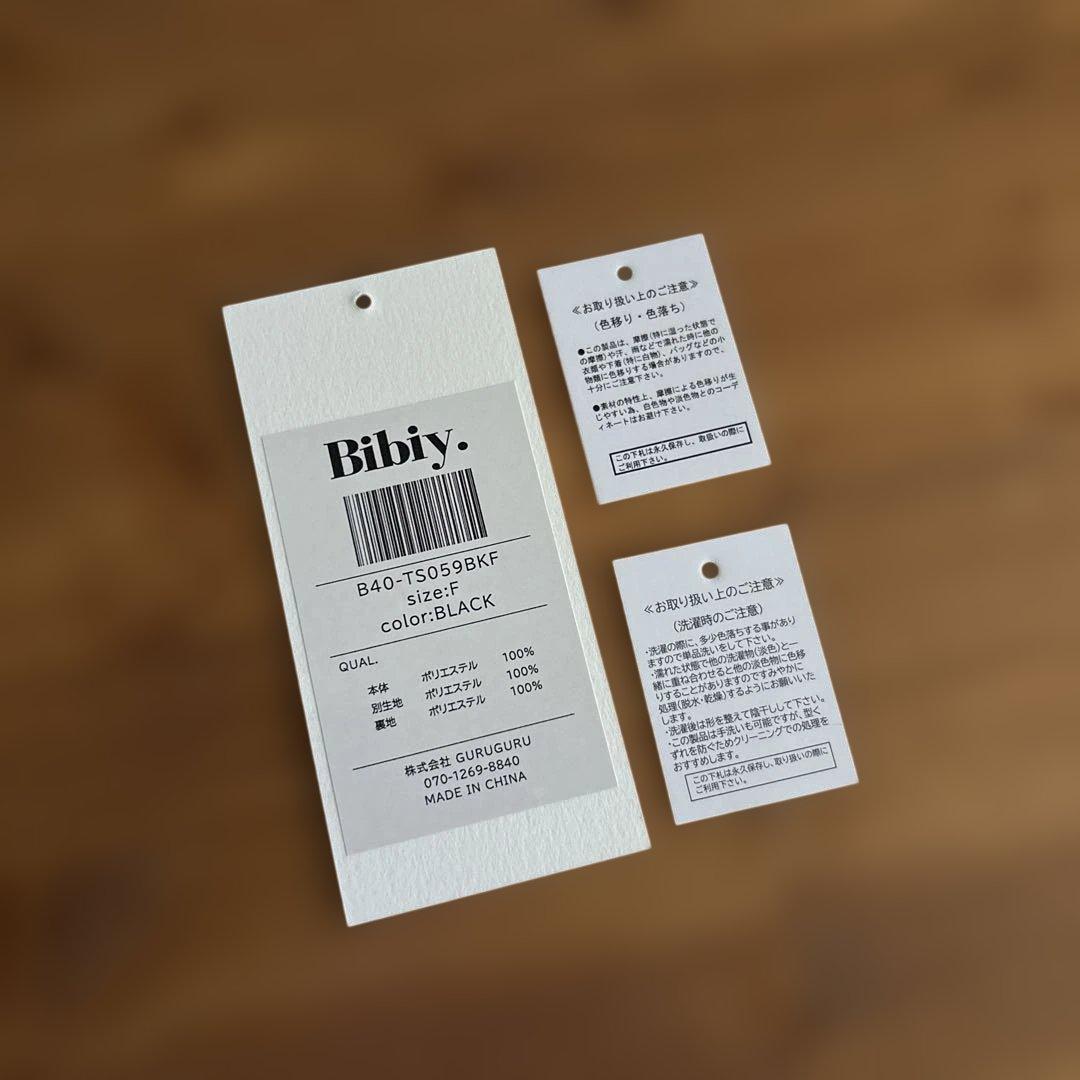 Bibiy.
B40-TS059BKF
size:F
color:BLACK
QUAL.
本体 ポリエステル 100%
別生地 ポリエステル 100%
裏地 ポリエステル 100%
株式会社 GURUGURU
070-1269-8840
MADE IN CHINA
≪お取り扱い上のご注意≫
(色移り・色落ち)
●この製品は、摩擦(特に湿った状態で
の摩擦)や汗、雨などで濡れた時に他の
衣類や下着(特に白物)、バッグなどの小
物類に色移りする場合がありますので、
十分にご注意下さい。
●素材の特性上、摩擦による色移りが生
じやすい為、白色物や淡色物とのコーデ
ィネートはお避け下さい。
この下札は永久保存し、取扱いの際に
ご利用下さい。
≪お取り扱い上のご注意≫
(洗濯時のご注意)
・洗濯の際に、多少色落ちする事があり
ますので単品洗いをして下さい。
・濡れた状態で他の洗濯物(淡色)と一
緒に重ね合わせると他の淡色物に色移
りすることがありますのですみやかに
処理(脱水・乾燥)するようにお願いいた
します。
・洗濯後は形を整えて陰干しして下さい。
・この製品は手洗いも可能ですが、型く
ずれを防ぐためクリーニングでの処理を
おすすめします。
この下札は永久保存し、取り扱いの際に
ご利用下さい。